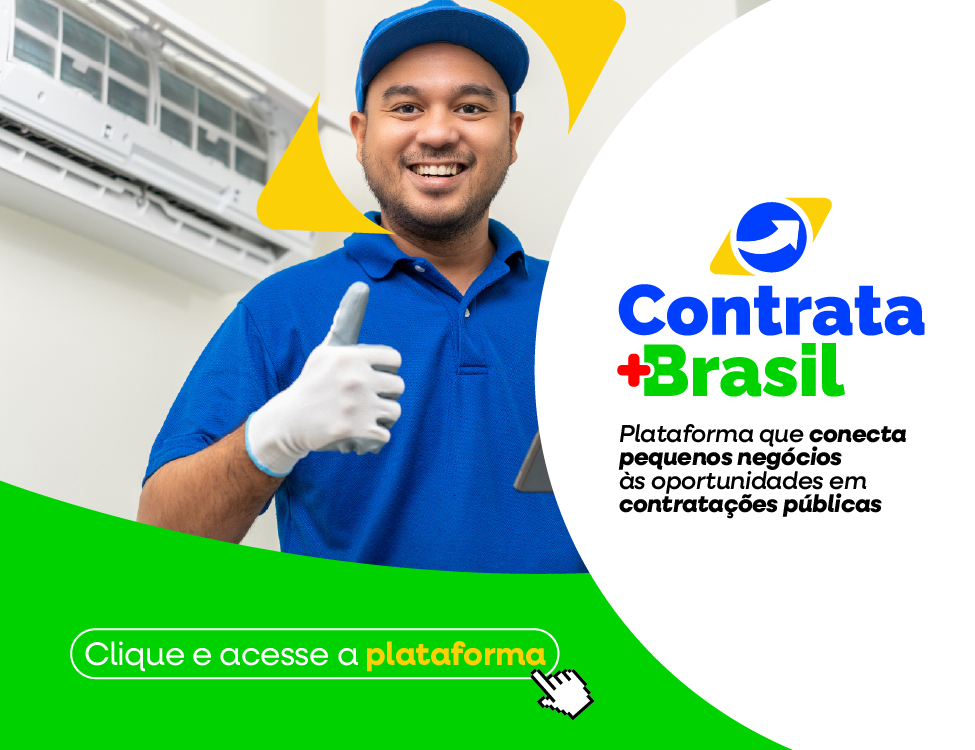 Contrata
+Brasil
Plataforma que conecta
pequenos negócios
às oportunidades em
contratações públicas
Clique e acesse a plataforma